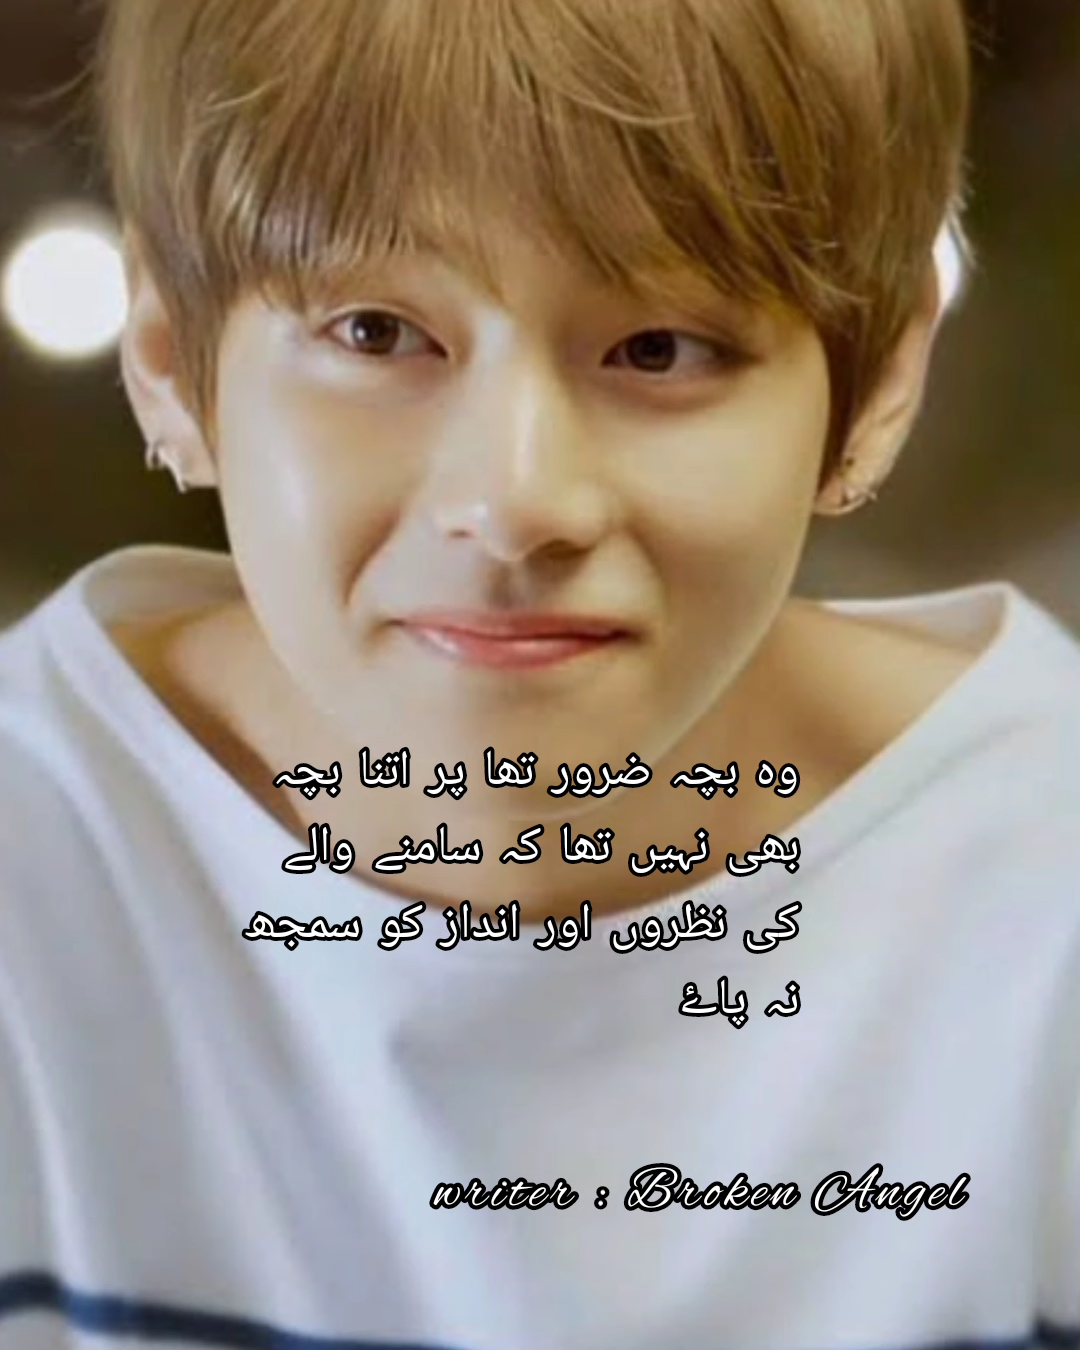 وہ بچہ ضرور تھا پر اتنا بچہ
بھی نہیں تھا کہ سامنے والے
کی نظروں اور انداز کو سمجھ
نہ پاۓ
writer : Broken Angel